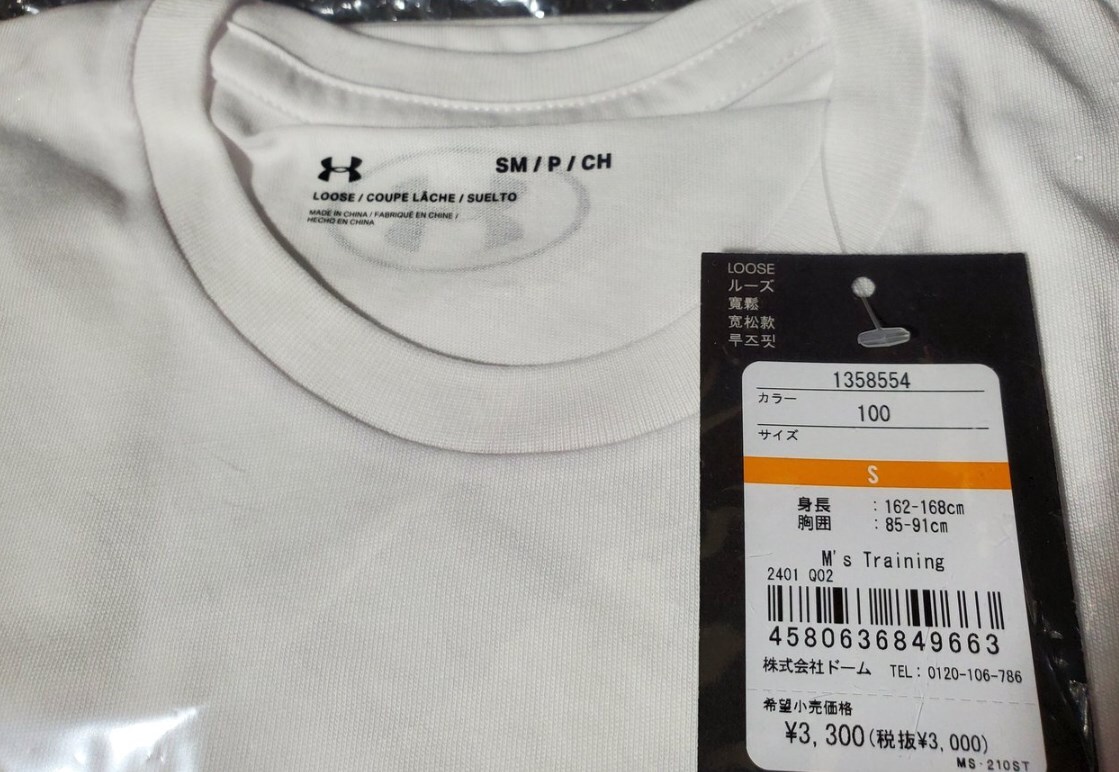 SM / P / CH
LOOSE / COUPE LÂCHE / SUELTO
MADE IN CHINA / FABRIQUÉ EN CHINE /
HECHO EN CHINA
LOOSE
ルーズ
寬鬆
宽松款
루즈핏
1358554
カラー
100
サイズ
S
身長 : 162-168cm
胸囲 : 85-91cm
M's Training
2401 Q02
4580636849663
株式会社ドーム TEL: 0120-106-786
希望小売価格
¥3,300(税抜¥3,000)
MS-210ST